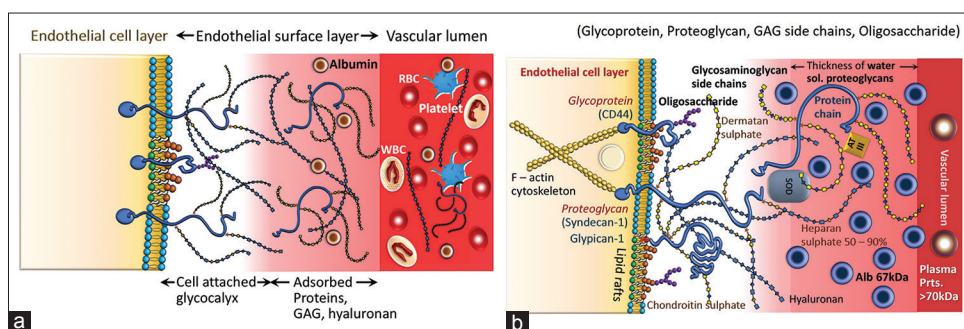 Endothelial cell layer
Endothelial surface layer
Vascular lumen
Albumin
RBC
Platelet
WBC
Cell attached
glycocalyx
Adsorbed
Proteins,
GAG, hyaluronan
a
(Glycoprotein, Proteoglycan, GAG side chains, Oligosaccharide)
Endothelial cell layer
Glycosaminoglycan
side chains
Thickness of water
sol. proteoglycans
Glycoprotein
(CD44)
Oligosaccharide
Dermatan
sulphate
Protein
chain
AT
III
SOD
F – actin
cytoskeleton
Proteoglycan
(Syndecan-1)
Glypican-1
Lipid rafts
Chondroitin sulphate
Heparan
sulphate 50 – 90%
Hyaluronan
Alb 67kDa
Vascular lumen
Plasma
Prts.
>70kDa
b